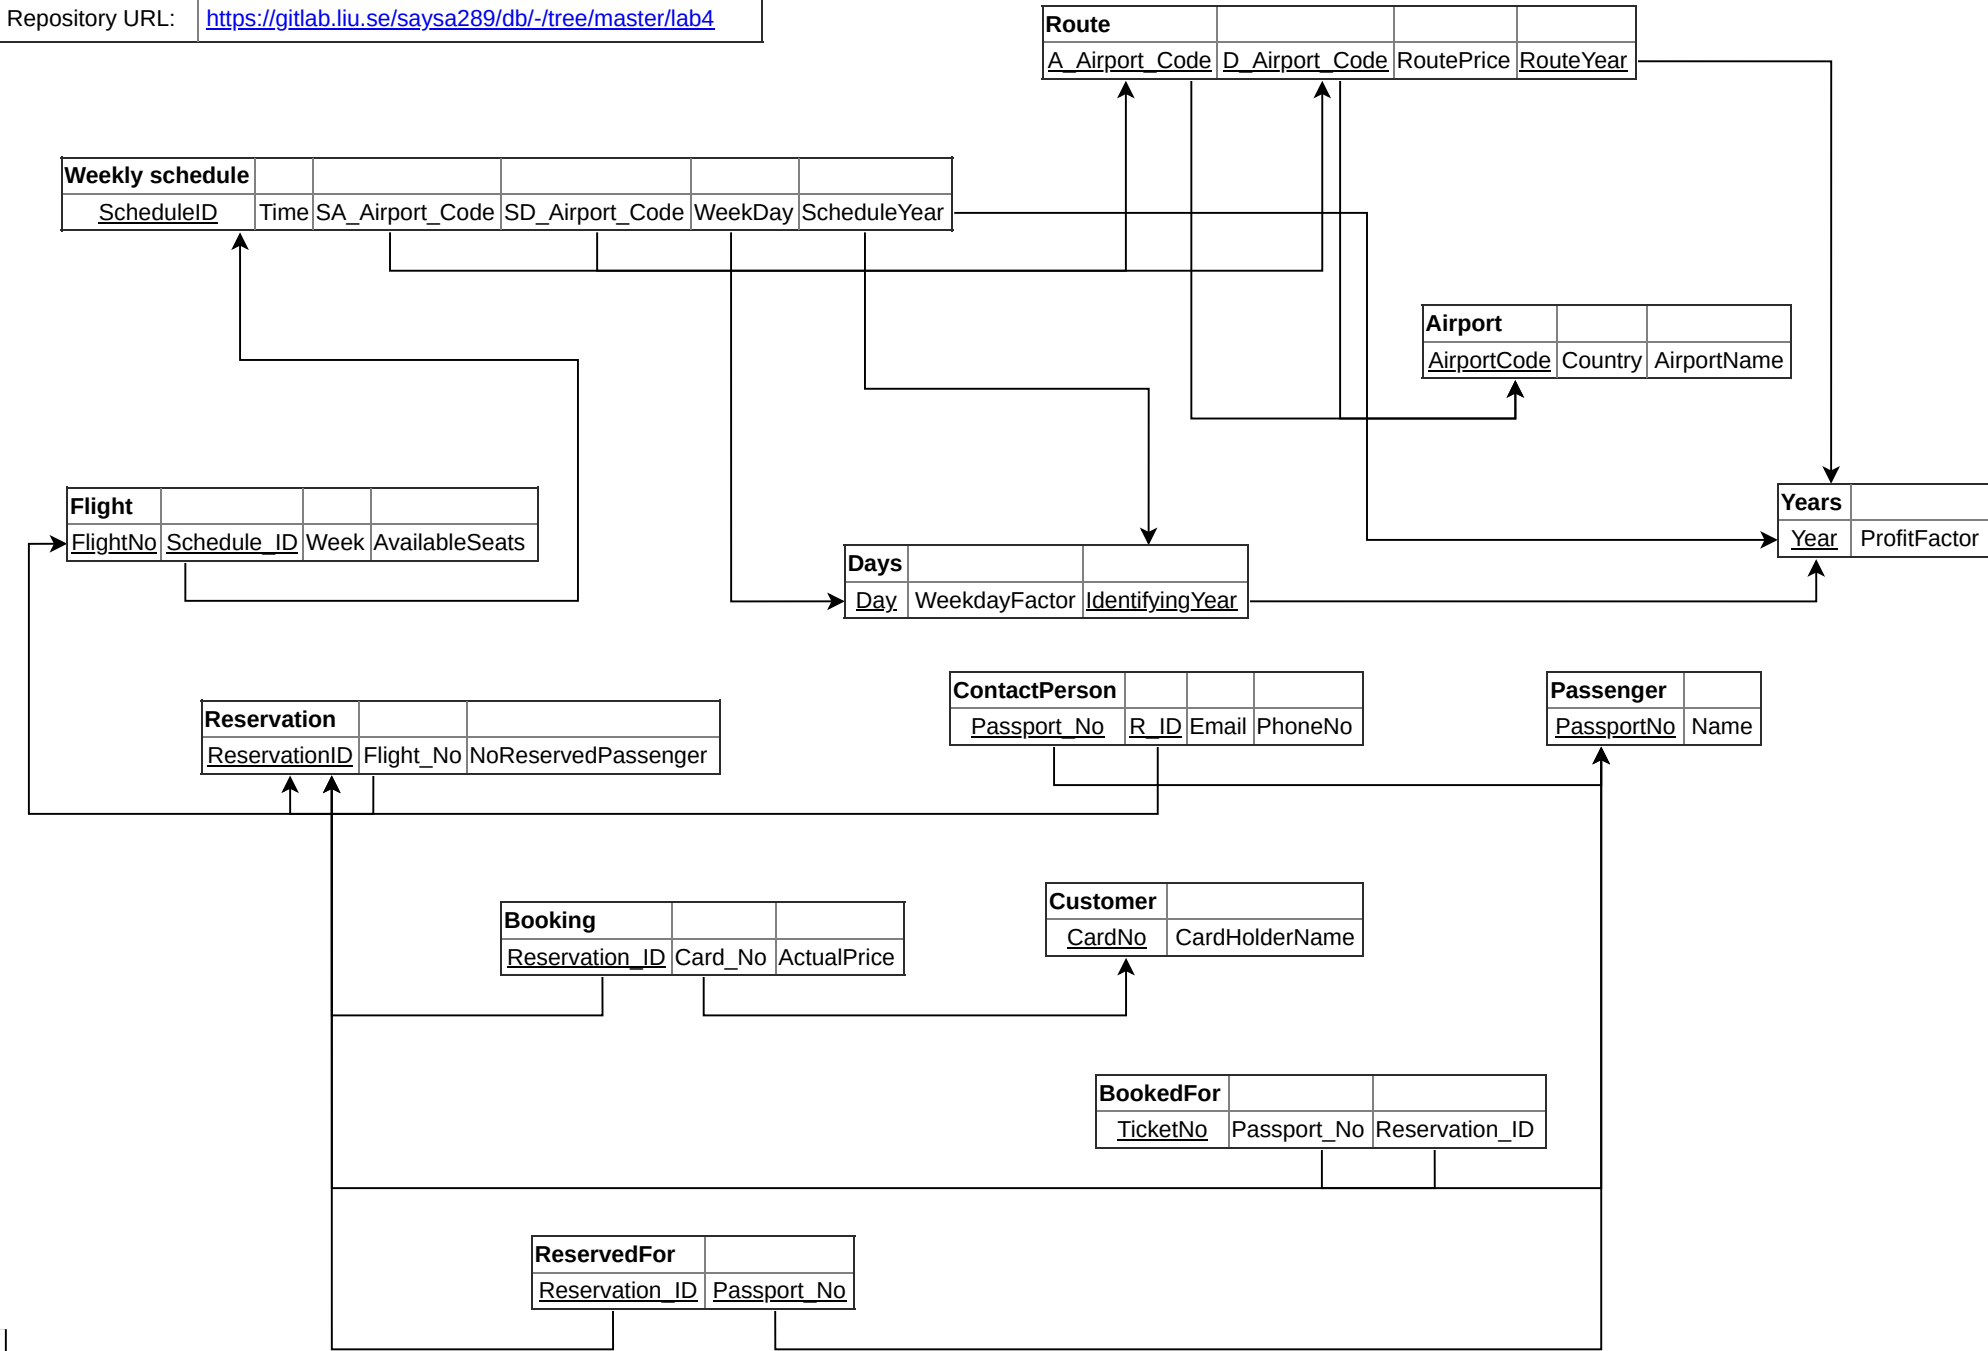 Repository URL: https://gitlab.liu.se/saysa289/db/-/tree/master/lab4
Route
A_Airport_Code D_Airport_Code RoutePrice RouteYear
Weekly schedule
ScheduleID Time SA_Airport_Code SD_Airport_Code WeekDay ScheduleYear
Airport
AirportCode Country AirportName
Flight
FlightNo Schedule_ID Week AvailableSeats
Years
Year ProfitFactor
Days
Day WeekdayFactor IdentifyingYear
Reservation
ReservationID Flight_No NoReservedPassenger
ContactPerson
Passport_No R_ID Email PhoneNo
Passenger
PassportNo Name
Booking
Reservation_ID Card_No ActualPrice
Customer
CardNo CardHolderName
BookedFor
TicketNo Passport_No Reservation_ID
ReservedFor
Reservation_ID Passport_No